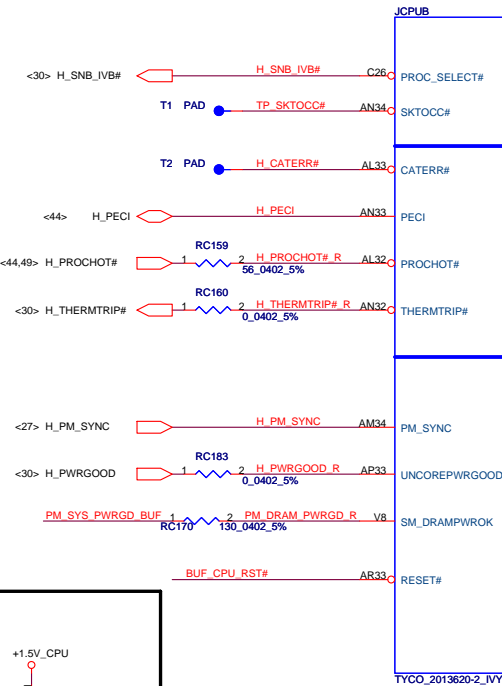 JCPUB
<30> H_SNB_IVB# H_SNB_IVB# C26 PROC_SELECT#
T1 PAD TP_SKTOCC# AN34 SKTOCC#
T2 PAD H_CATERR# AL33 CATERR#
<44> H_PECI H_PECI AN33 PECI
RC159
<44,49> H_PROCHOT# 1 2 H_PROCHOT#_R AL32 PROCHOT#
56_0402_5%
RC160
<30> H_THERMTRIP# 1 2 H_THERMTRIP#_R AN32 THERMTRIP#
0_0402_5%
<27> H_PM_SYNC H_PM_SYNC AM34 PM_SYNC
RC183
<30> H_PWRGOOD 1 2 H_PWRGOOD_R AP33 UNCOREPWRGOOD
0_0402_5%
PM_SYS_PWRGD_BUF 1 2 PM_DRAM_PWRGD_R V8 SM_DRAMPWROK
RC170 130_0402_5%
BUF_CPU_RST# AR33 RESET#
+1.5V_CPU
TYCO_2013620-2_IVY